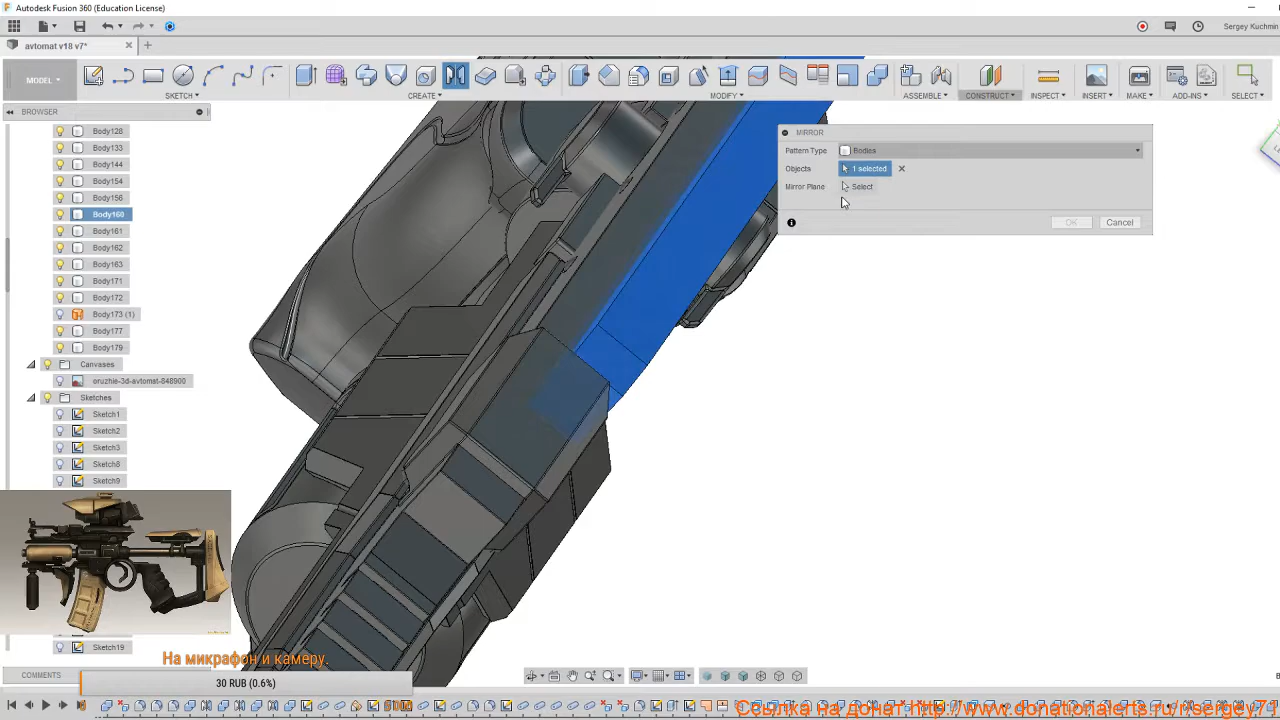 Autodesk Fusion 360 (Education License)
Sergey Kuchmin
avtomat v18 v7*
MODEL
SKETCH
CREATE
MODIFY
ASSEMBLE
CONSTRUCT
INSPECT
INSERT
MAKE
ADD-INS
SELECT
BROWSER
Body128
Body133
Body144
Body154
Body156
Body160
Body161
Body162
Body163
Body171
Body172
Body173 (1)
Body177
Body179
Canvases
oruzhie-3d-avtomat-848900
Sketches
Sketch1
Sketch2
Sketch3
Sketch8
Sketch9
Sketch19
MIRROR
Pattern Type Bodies
Objects 1 selected
Mirror Plane Select
OK Cancel
На микрофон и камеру.
COMMENTS
30 RUB (0.6%)